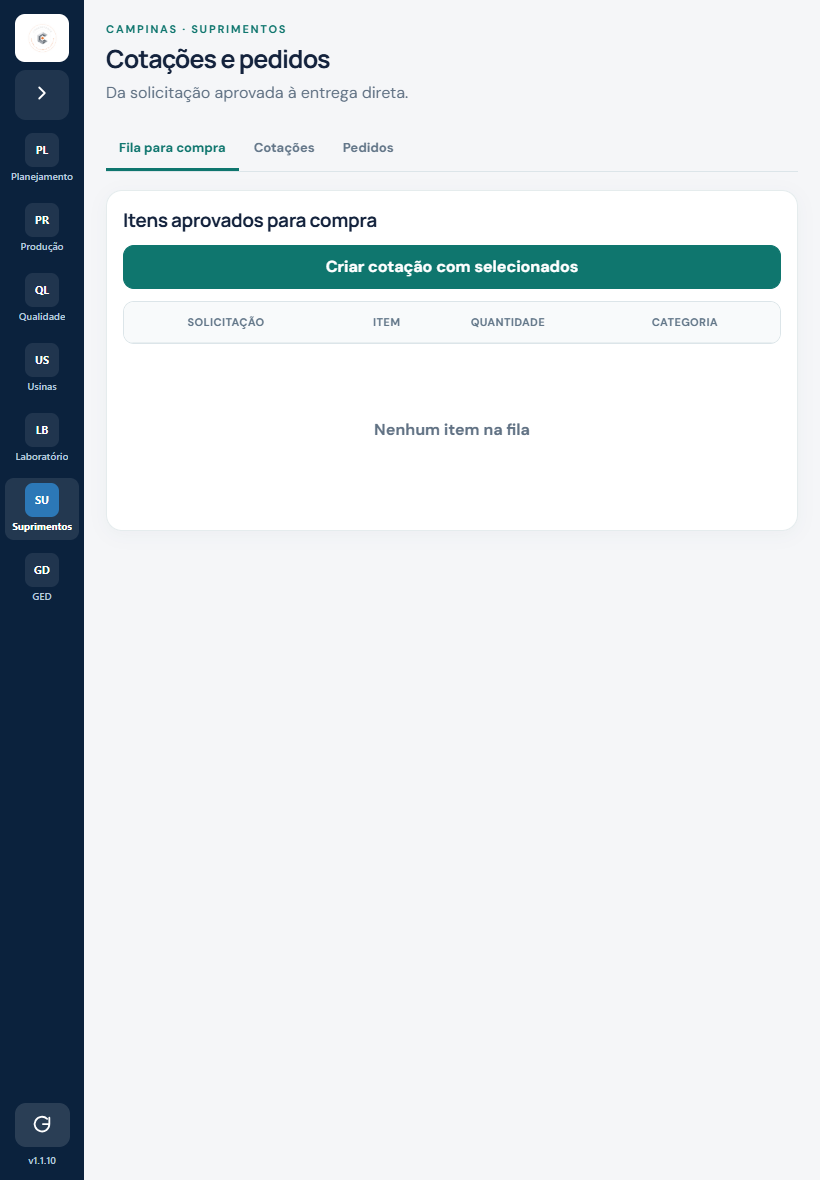 CAMPINAS · SUPRIMENTOS
Cotações e pedidos
Da solicitação aprovada à entrega direta.
Fila para compra
Cotações
Pedidos
Itens aprovados para compra
Criar cotação com selecionados
SOLICITAÇÃO ITEM QUANTIDADE CATEGORIA
Nenhum item na fila
PL
Planejamento
PR
Produção
QL
Qualidade
US
Usinas
LB
Laboratório
SU
Suprimentos
GD
GED
v1.1.10